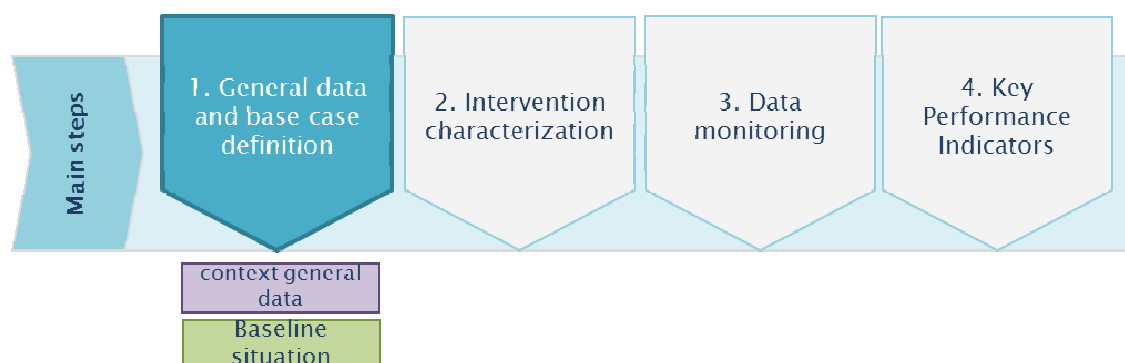 Main steps
1. General data
and base case
definition
2. Intervention
characterization
3. Data
monitoring
4. Key
Performance
Indicators
context general
data
Baseline
situation